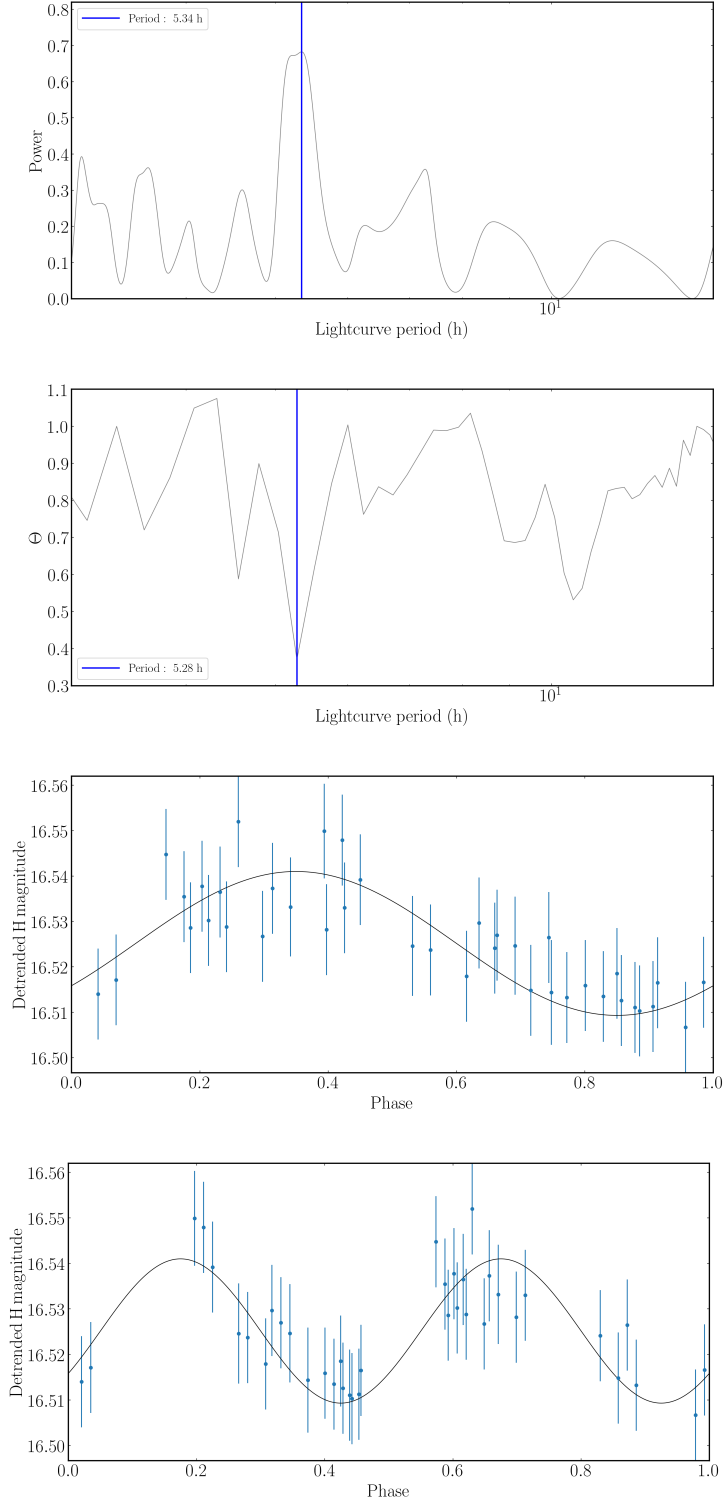 0.8
Period : 5.34 h
0.7
0.6
0.5
Power
0.4
0.3
0.2
0.1
0.0
10¹
Lightcurve period (h)
1.1
1.0
0.9
0.8
Θ
0.7
0.6
0.5
0.4
Period : 5.28 h
0.3
10¹
Lightcurve period (h)
16.56
16.55
16.54
Detrended H magnitude
16.53
16.52
16.51
16.50
0.0 0.2 0.4 0.6 0.8 1.0
Phase
16.56
16.55
16.54
Detrended H magnitude
16.53
16.52
16.51
16.50
0.0 0.2 0.4 0.6 0.8 1.0
Phase